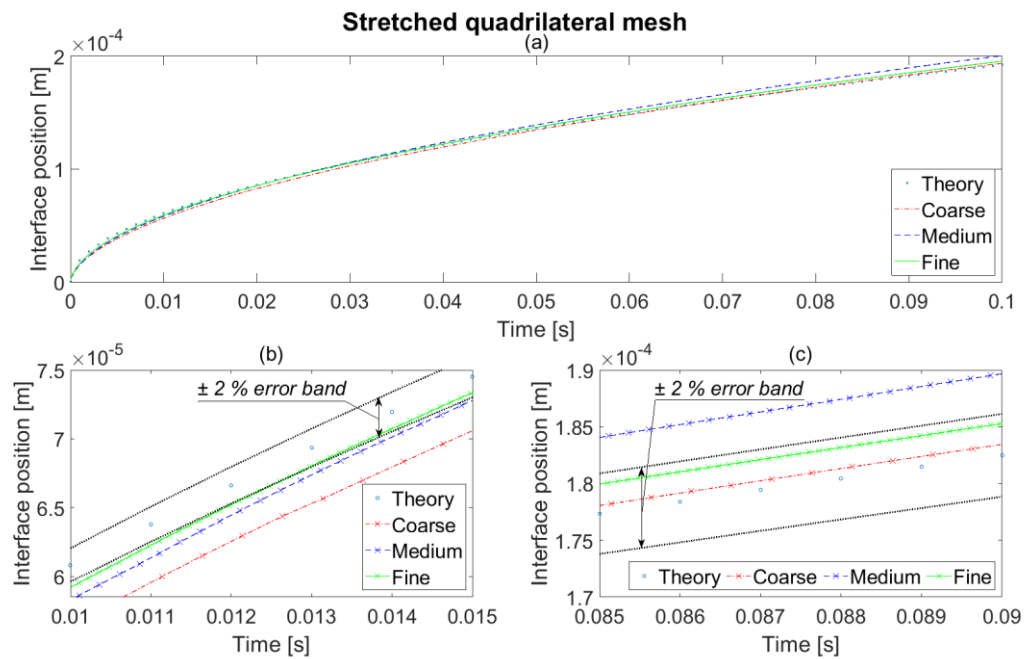 Stretched quadrilateral mesh
(a)
×10⁻⁴
2
1
0
Interface position [m]
Theory
Coarse
Medium
Fine
0 0.01 0.02 0.03 0.04 0.05 0.06 0.07 0.08 0.09 0.1
Time [s]
(b)
×10⁻⁵
7.5
7
6.5
6
Interface position [m]
± 2 % error band
Theory
Coarse
Medium
Fine
0.01 0.011 0.012 0.013 0.014 0.015
Time [s]
(c)
×10⁻⁴
1.9
1.85
1.8
1.75
1.7
Interface position [m]
± 2 % error band
Theory Coarse Medium Fine
0.085 0.086 0.087 0.088 0.089 0.09
Time [s]